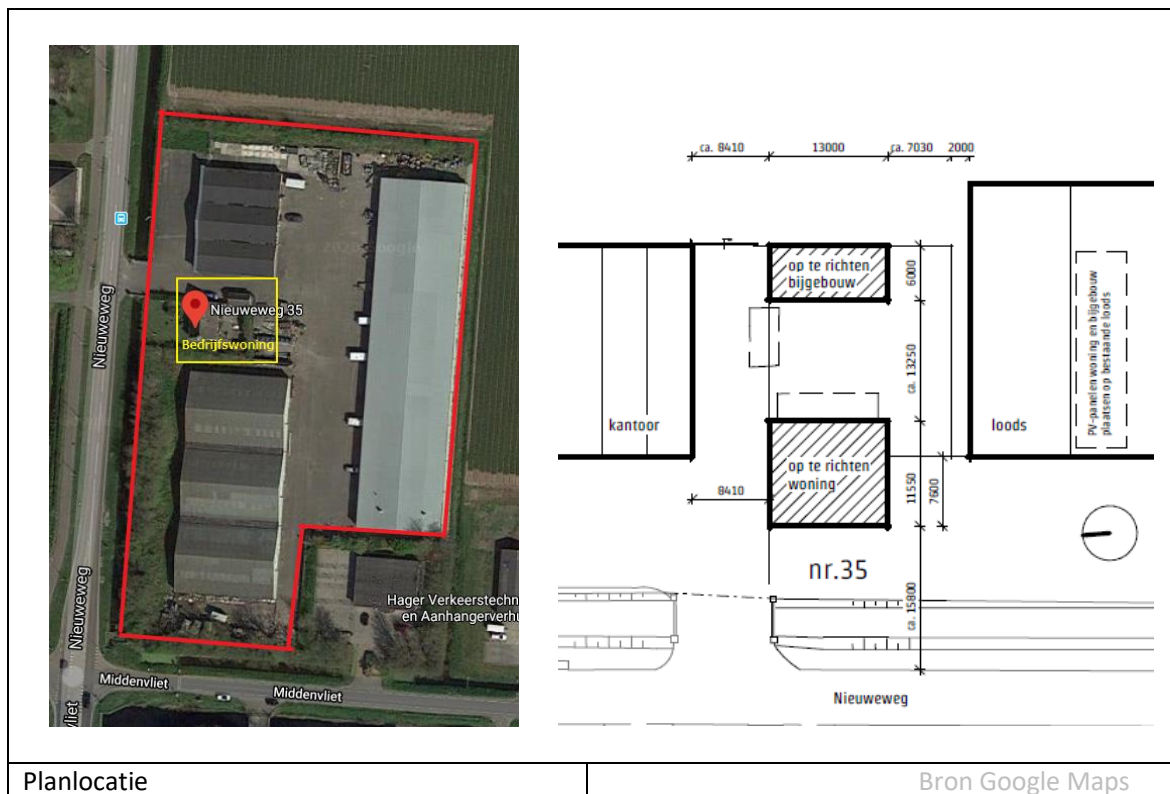 Nieuweweg
Nieuweweg 35
Bedrijfswoning
Nieuweweg
Hager Verkeerstechn
en Aanhangerverhu
Middenvliet
Middenvliet
vliet
ca. 8410
13000
ca. 7030
2000
op te richten
bijgebouw
6000
ca. 13250
kantoor
loods
PV-panelen woning en bijgebouw
plaatsen op bestaande loods
op te richten
woning
8410
11550
7600
nr.35
ca. 15800
Nieuweweg
Planlocatie
Bron Google Maps